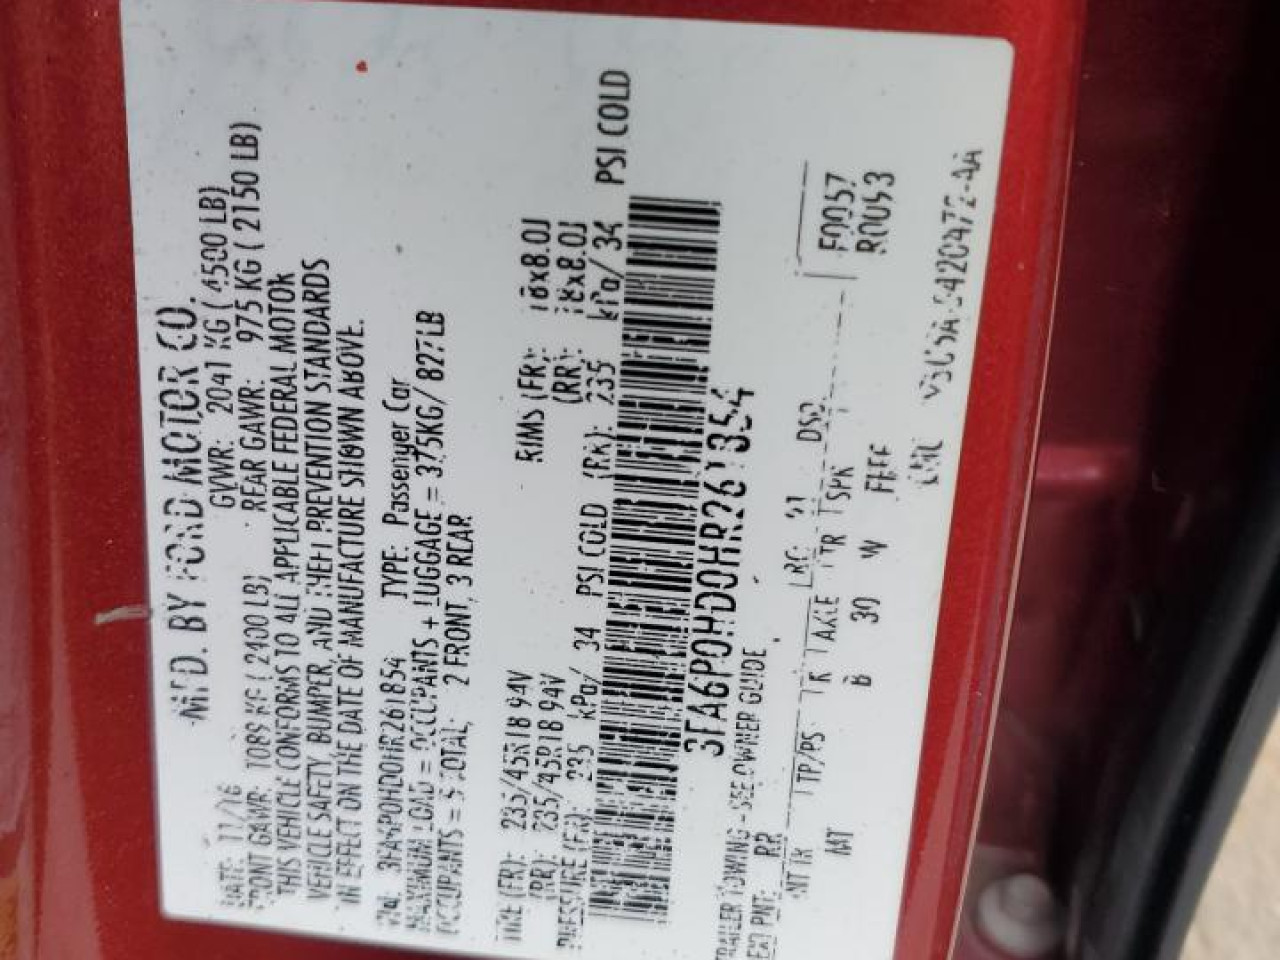 MFD. BY FORD MOTOR CO.
DATE: 11/16 GVWR: 2041 KG ( 4500 LB)
FRONT GAWR: 1088 KG ( 2400 LB) REAR GAWR: 975 KG ( 2150 LB)
THIS VEHICLE CONFORMS TO ALL APPLICABLE FEDERAL MOTOR
VEHICLE SAFETY, BUMPER, AND THEFT PREVENTION STANDARDS
IN EFFECT ON THE DATE OF MANUFACTURE SHOWN ABOVE.
VIN: 3FA6P0HD0HR261854 TYPE: Passenger Car
MAXIMUM LOAD = OCCUPANTS + LUGGAGE = 375KG/ 827LB
OCCUPANTS = 5 TOTAL: 2 FRONT, 3 REAR
TIRE (FR): 235/45R18 94V RIMS (FR): 18x8.0J
(RR): 235/45R18 94V (RR): 18x8.0J
PRESSURE (FR): 235 kPa/ 34 PSI COLD (RR): 235 kPa/ 34 PSI COLD
3FA6P0HD0HR261854
TRAILER TOWING - SEE OWNER GUIDE
EXT PNT: RR DSO:
INT TR TP/PS R AXLE TR SPR
MT B 30 W FFFF